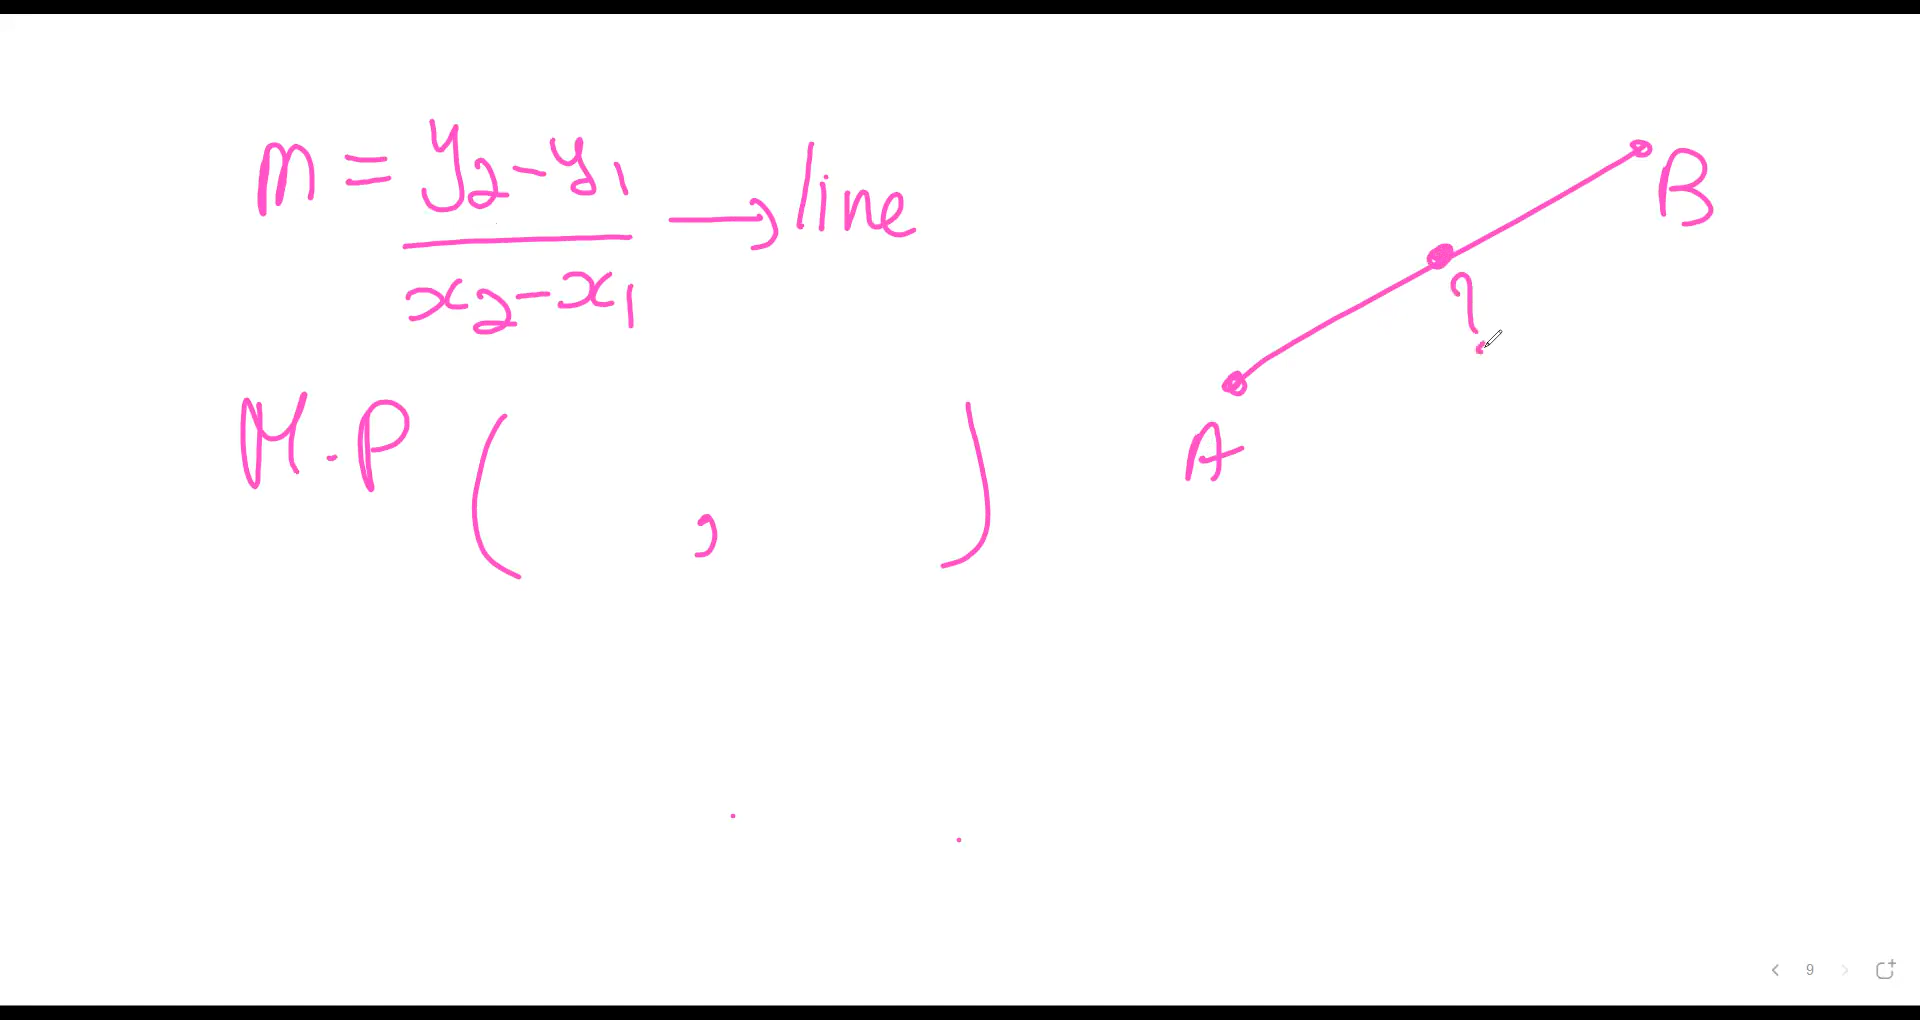 m = y₂ - y₁ / x₂ - x₁ → line
M.P ( , )
B
?
A
9